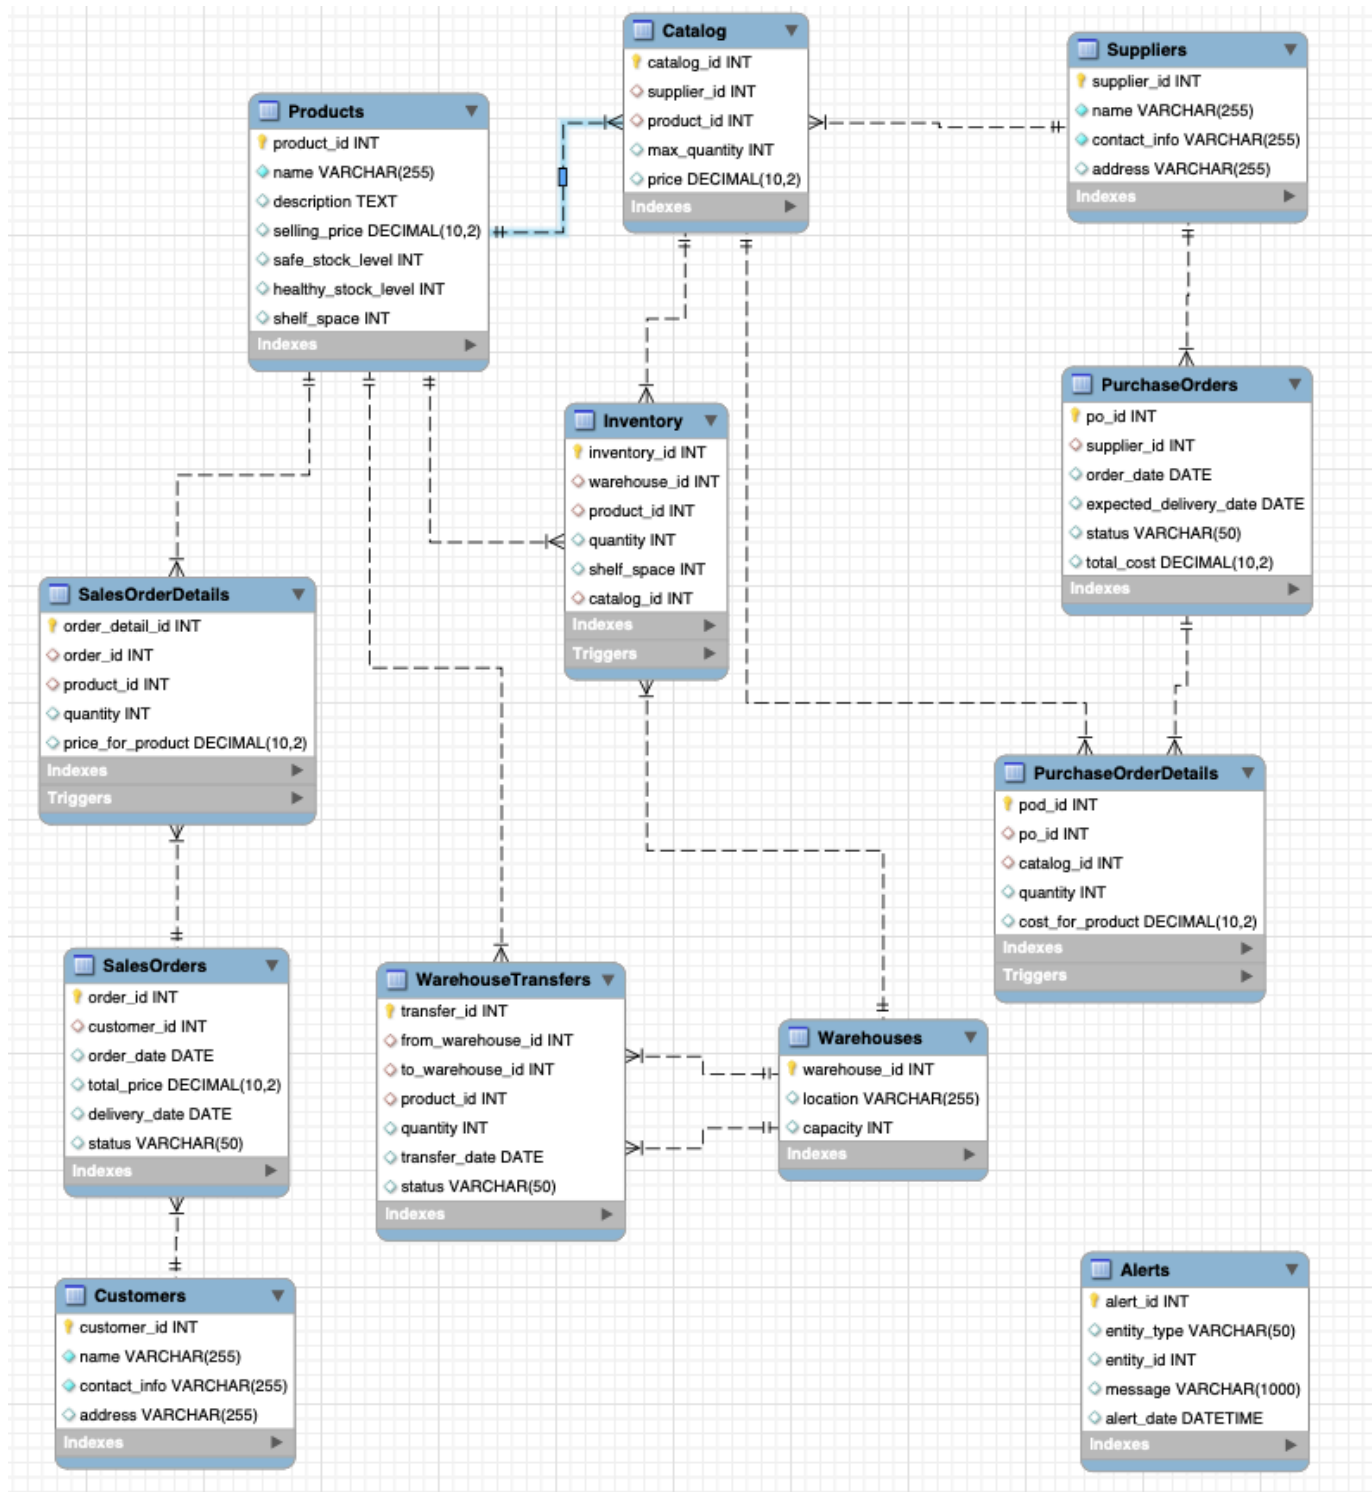 Catalog
catalog_id INT
supplier_id INT
product_id INT
max_quantity INT
price DECIMAL(10,2)
Indexes
Suppliers
supplier_id INT
name VARCHAR(255)
contact_info VARCHAR(255)
address VARCHAR(255)
Indexes
Products
product_id INT
name VARCHAR(255)
description TEXT
selling_price DECIMAL(10,2)
safe_stock_level INT
healthy_stock_level INT
shelf_space INT
Indexes
PurchaseOrders
po_id INT
supplier_id INT
order_date DATE
expected_delivery_date DATE
status VARCHAR(50)
total_cost DECIMAL(10,2)
Indexes
Inventory
inventory_id INT
warehouse_id INT
product_id INT
quantity INT
shelf_space INT
catalog_id INT
Indexes
Triggers
SalesOrderDetails
order_detail_id INT
order_id INT
product_id INT
quantity INT
price_for_product DECIMAL(10,2)
Indexes
Triggers
PurchaseOrderDetails
pod_id INT
po_id INT
catalog_id INT
quantity INT
cost_for_product DECIMAL(10,2)
Indexes
Triggers
SalesOrders
order_id INT
customer_id INT
order_date DATE
total_price DECIMAL(10,2)
delivery_date DATE
status VARCHAR(50)
Indexes
WarehouseTransfers
transfer_id INT
from_warehouse_id INT
to_warehouse_id INT
product_id INT
quantity INT
transfer_date DATE
status VARCHAR(50)
Indexes
Warehouses
warehouse_id INT
location VARCHAR(255)
capacity INT
Indexes
Customers
customer_id INT
name VARCHAR(255)
contact_info VARCHAR(255)
address VARCHAR(255)
Indexes
Alerts
alert_id INT
entity_type VARCHAR(50)
entity_id INT
message VARCHAR(1000)
alert_date DATETIME
Indexes